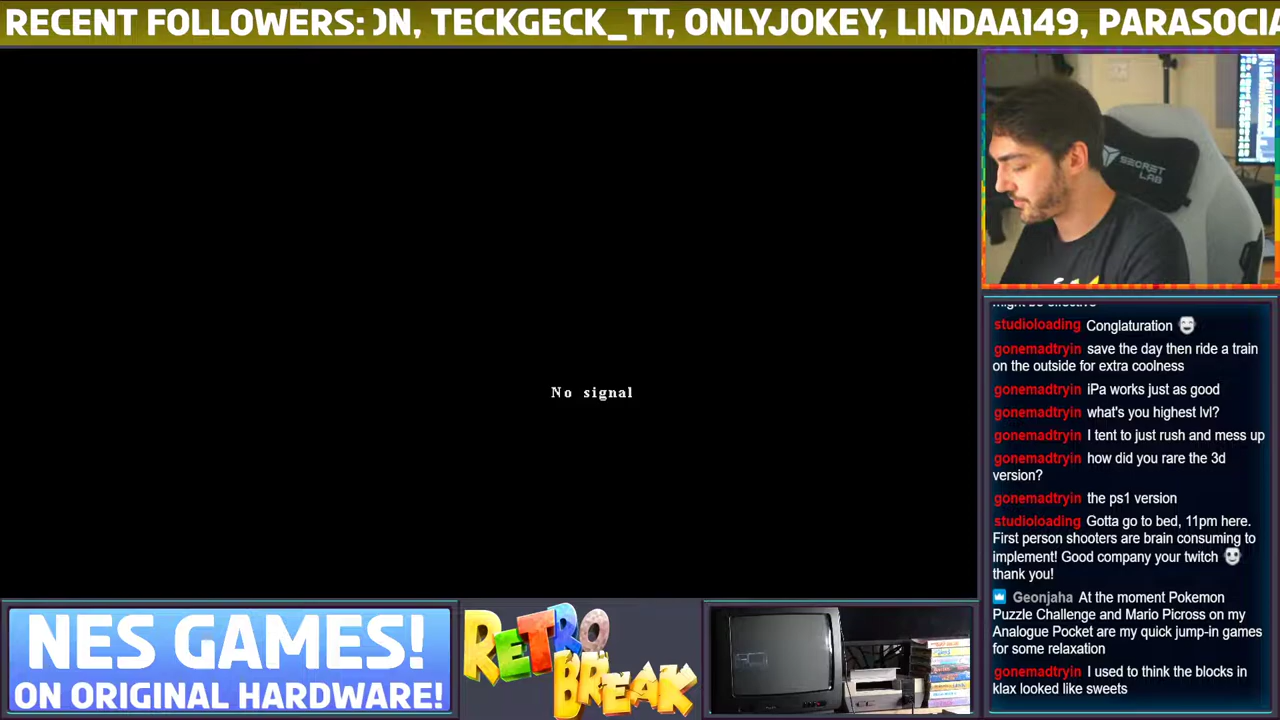 RECENT FOLLOWERS: ON, TECKGECK_TT, ONLYJOKEY, LINDAA149, PARASOCIA
SECRET
LAB
No signal
studioloading Conglaturation
gonemadtryin save the day then ride a train
on the outside for extra coolness
gonemadtryin iPa works just as good
gonemadtryin what's you highest lvl?
gonemadtryin I tent to just rush and mess up
gonemadtryin how did you rare the 3d
version?
gonemadtryin the ps1 version
studioloading Gotta go to bed, 11pm here.
First person shooters are brain consuming to
implement! Good company your twitch
thank you!
Geonjaha At the moment Pokemon
Puzzle Challenge and Mario Picross on my
Analogue Pocket are my quick jump-in games
for some relaxation
gonemadtryin I used to think the blocks in
klax looked like sweets
NES GAMES!
ON ORIGINAL HARDWARE!
RETRO
BREAK